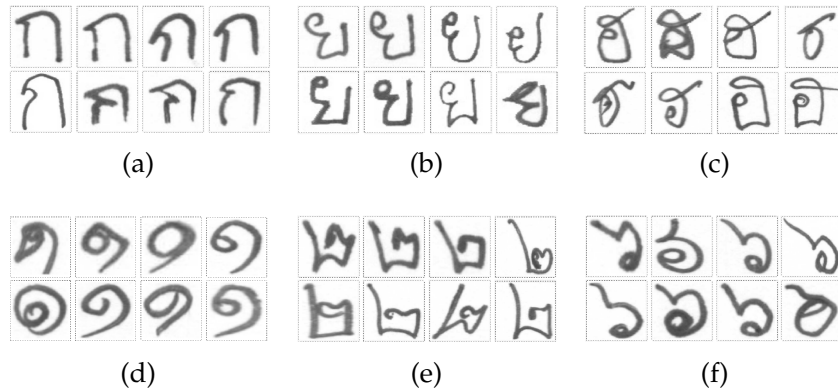 ก ก ก ก ย ย ย ย ฮ ฮ ฮ ฮ
ก ก ก ก ย ย ย ย ฮ ฮ ฮ ฮ
(a) (b) (c)
๑ ๑ ๑ ๑ ๒ ๒ ๒ ๒ ๖ ๖ ๖ ๖
๑ ๑ ๑ ๑ ๒ ๒ ๒ ๒ ๖ ๖ ๖ ๖
(d) (e) (f)